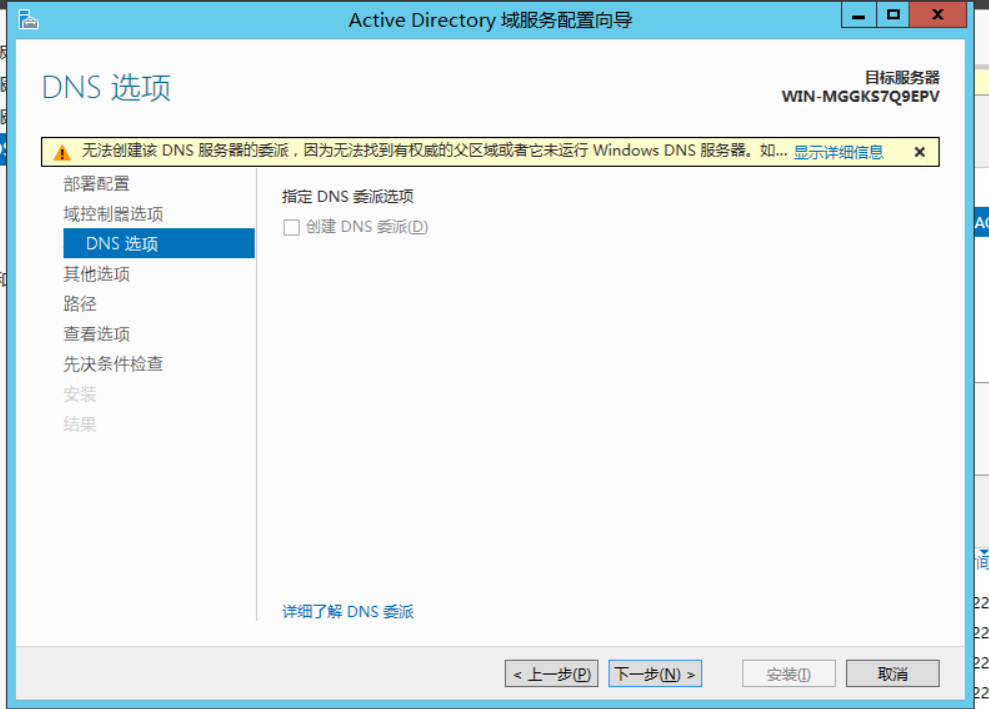 Active Directory 域服务配置向导
DNS 选项
目标服务器
WIN-MGGKS7Q9EPV
无法创建该 DNS 服务器的委派，因为无法找到有权威的父区域或者它未运行 Windows DNS 服务器。如... 显示详细信息
部署配置
域控制器选项
DNS 选项
其他选项
路径
查看选项
先决条件检查
安装
结果
指定 DNS 委派选项
创建 DNS 委派(D)
详细了解 DNS 委派
< 上一步(P)
下一步(N) >
安装(I)
取消
间
22
22
22
22